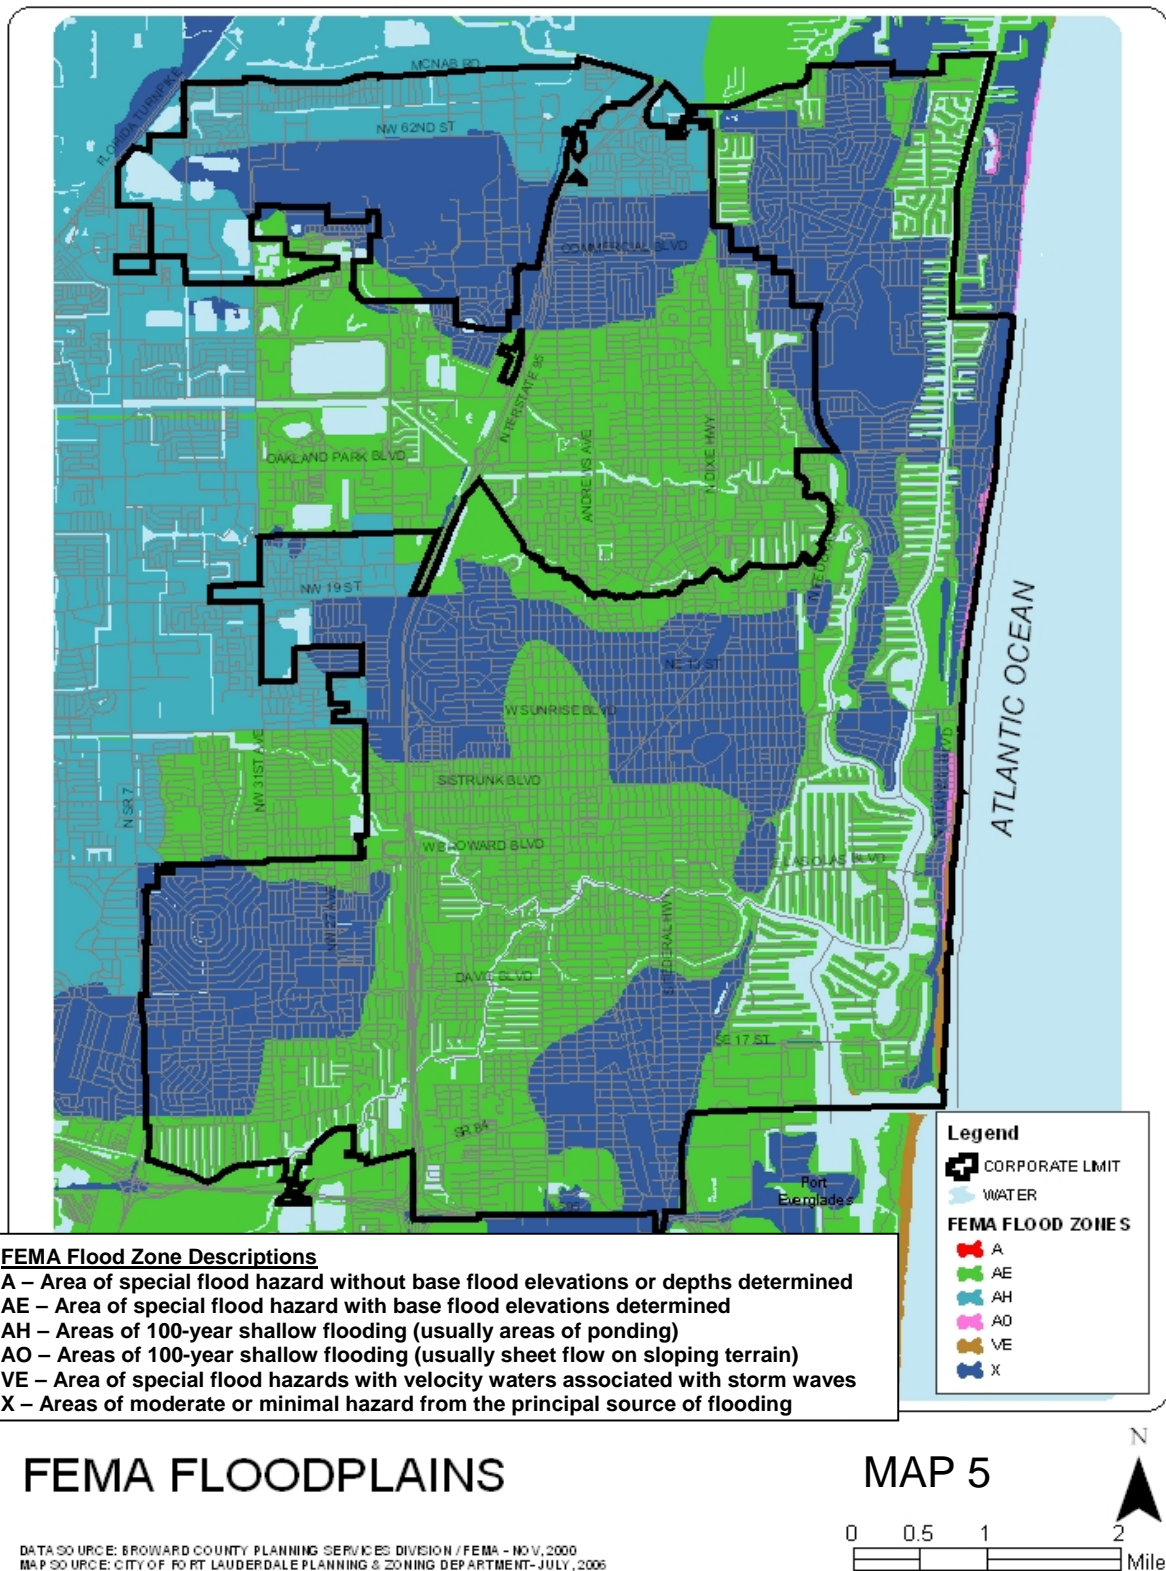 MCNAB RD
FLORIDA TURNPIKE
NW 62ND ST
COMMERCIAL BLVD
INTERSTATE 95
OAKLAND PARK BLVD
ANDREWS AVE
N DIXIE HWY
NW 19 ST
W SUNRISE BLVD
SISTRUNK BLVD
NW 31ST AVE
N SR 7
W BROWARD BLVD
LAS OLAS BLVD
NW 27 AVE
DAVIE BLVD
S FEDERAL HWY
SE 17 ST
SR 84
Port
Everglades
ATLANTIC OCEAN
Legend
CORPORATE LIMIT
WATER
FEMA FLOOD ZONES
A
AE
AH
AO
VE
X
FEMA Flood Zone Descriptions
A – Area of special flood hazard without base flood elevations or depths determined
AE – Area of special flood hazard with base flood elevations determined
AH – Areas of 100-year shallow flooding (usually areas of ponding)
AO – Areas of 100-year shallow flooding (usually sheet flow on sloping terrain)
VE – Area of special flood hazards with velocity waters associated with storm waves
X – Areas of moderate or minimal hazard from the principal source of flooding
FEMA FLOODPLAINS
MAP 5
N
0 0.5 1 2
Mile
DATA SOURCE: BROWARD COUNTY PLANNING SERVICES DIVISION / FEMA - NOV, 2000
MAP SOURCE: CITY OF FORT LAUDERDALE PLANNING & ZONING DEPARTMENT- JULY, 2006